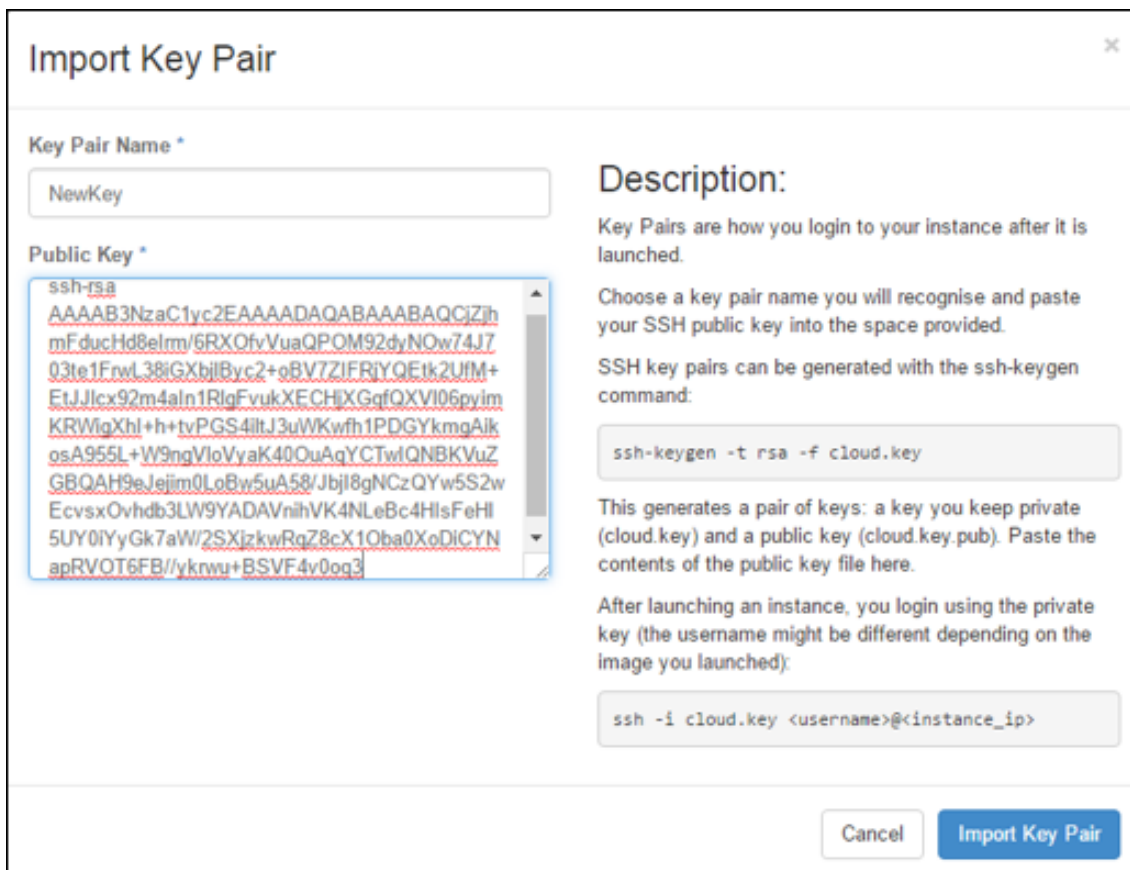 Import Key Pair
×
Key Pair Name *
NewKey
Public Key *
ssh-rsa
AAAAB3NzaC1yc2EAAAADAQABAAABAQCjZjh
mFducHd8elrm/6RXOfvVuaQPOM92dyNOw74J7
03te1FrwL38iGXbjlByc2+oBV7ZIFRjYQEtk2UfM+
EtJJlcx92m4aln1RlgFvukXECHjXGqfQXVl06pyim
KRWigXhl+h+tvPGS4iltJ3uWKwfh1PDGYkmgAik
osA955L+W9ngVloVyaK40OuAqYCTwlQNBKVuZ
GBQAH9eJejim0LoBw5uA58/Jbjl8gNCzQYw5S2w
EcvsxOvhdb3LW9YADAVnihVK4NLeBc4HlsFeHl
5UY0iYyGk7aW/2SXjzkwRqZ8cX1Oba0XoDiCYN
apRVOT6FB//ykrwu+BSVF4v0oq3
Description:
Key Pairs are how you login to your instance after it is
launched.
Choose a key pair name you will recognise and paste
your SSH public key into the space provided.
SSH key pairs can be generated with the ssh-keygen
command:
ssh-keygen -t rsa -f cloud.key
This generates a pair of keys: a key you keep private
(cloud.key) and a public key (cloud.key.pub). Paste the
contents of the public key file here.
After launching an instance, you login using the private
key (the username might be different depending on the
image you launched):
ssh -i cloud.key <username>@<instance_ip>
Cancel
Import Key Pair